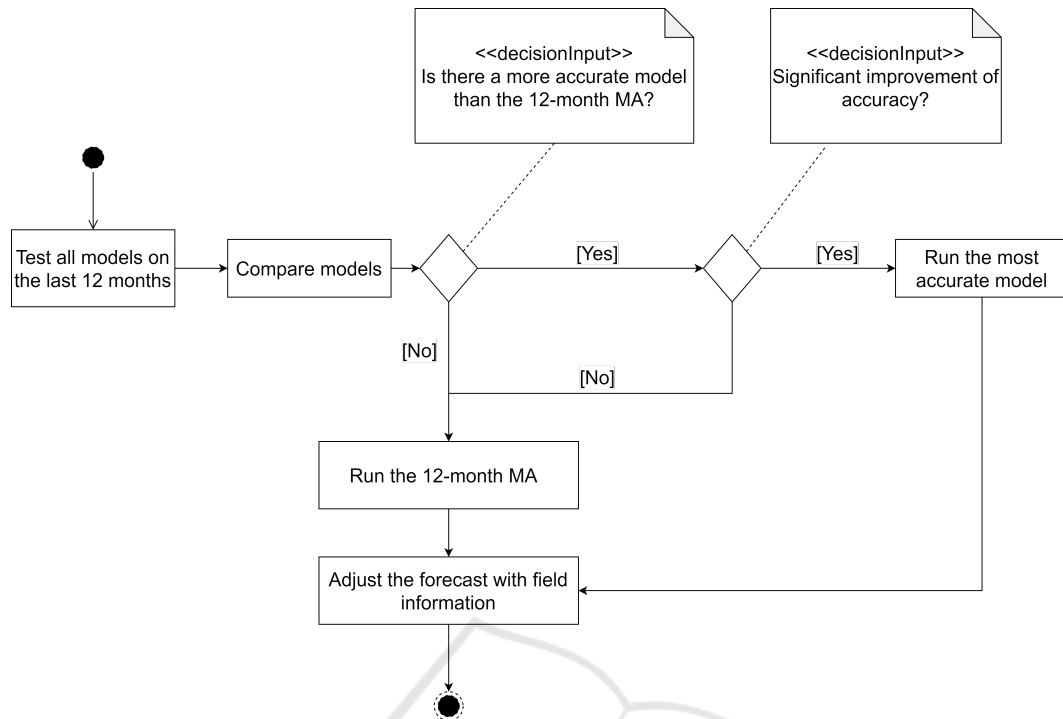 <<decisionInput>>
Is there a more accurate model
than the 12-month MA?
<<decisionInput>>
Significant improvement of
accuracy?
Test all models on
the last 12 months
Compare models
[Yes]
[Yes]
Run the most
accurate model
[No]
[No]
Run the 12-month MA
Adjust the forecast with field
information